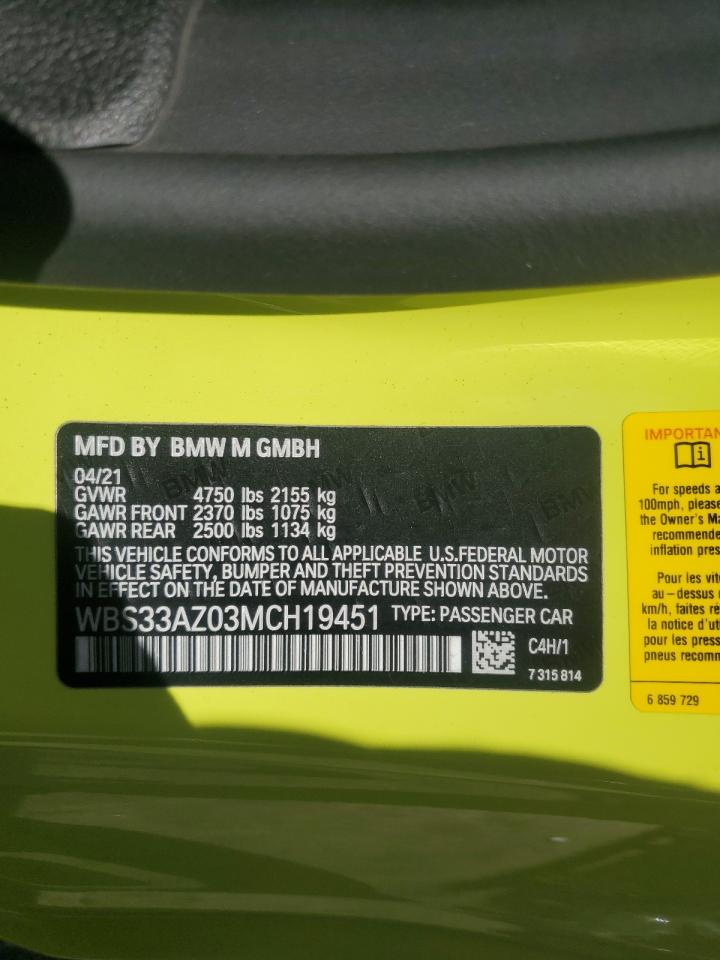 MFD BY BMW M GMBH
04/21
GVWR 4750 lbs 2155 kg
GAWR FRONT 2370 lbs 1075 kg
GAWR REAR 2500 lbs 1134 kg
THIS VEHICLE CONFORMS TO ALL APPLICABLE U.S.FEDERAL MOTOR
VEHICLE SAFETY, BUMPER AND THEFT PREVENTION STANDARDS
IN EFFECT ON THE DATE OF MANUFACTURE SHOWN ABOVE.
WBS33AZ03MCH19451 TYPE: PASSENGER CAR
C4H/1
7 315 814
BMW
BMW
BMW
IMPORTAN
i
For speeds a
100mph, please
the Owner's Ma
recommende
inflation pres
Pour les vit
au-dessus d
km/h, faites ré
la notice d'u
pour les press
pneus recomm
6 859 729